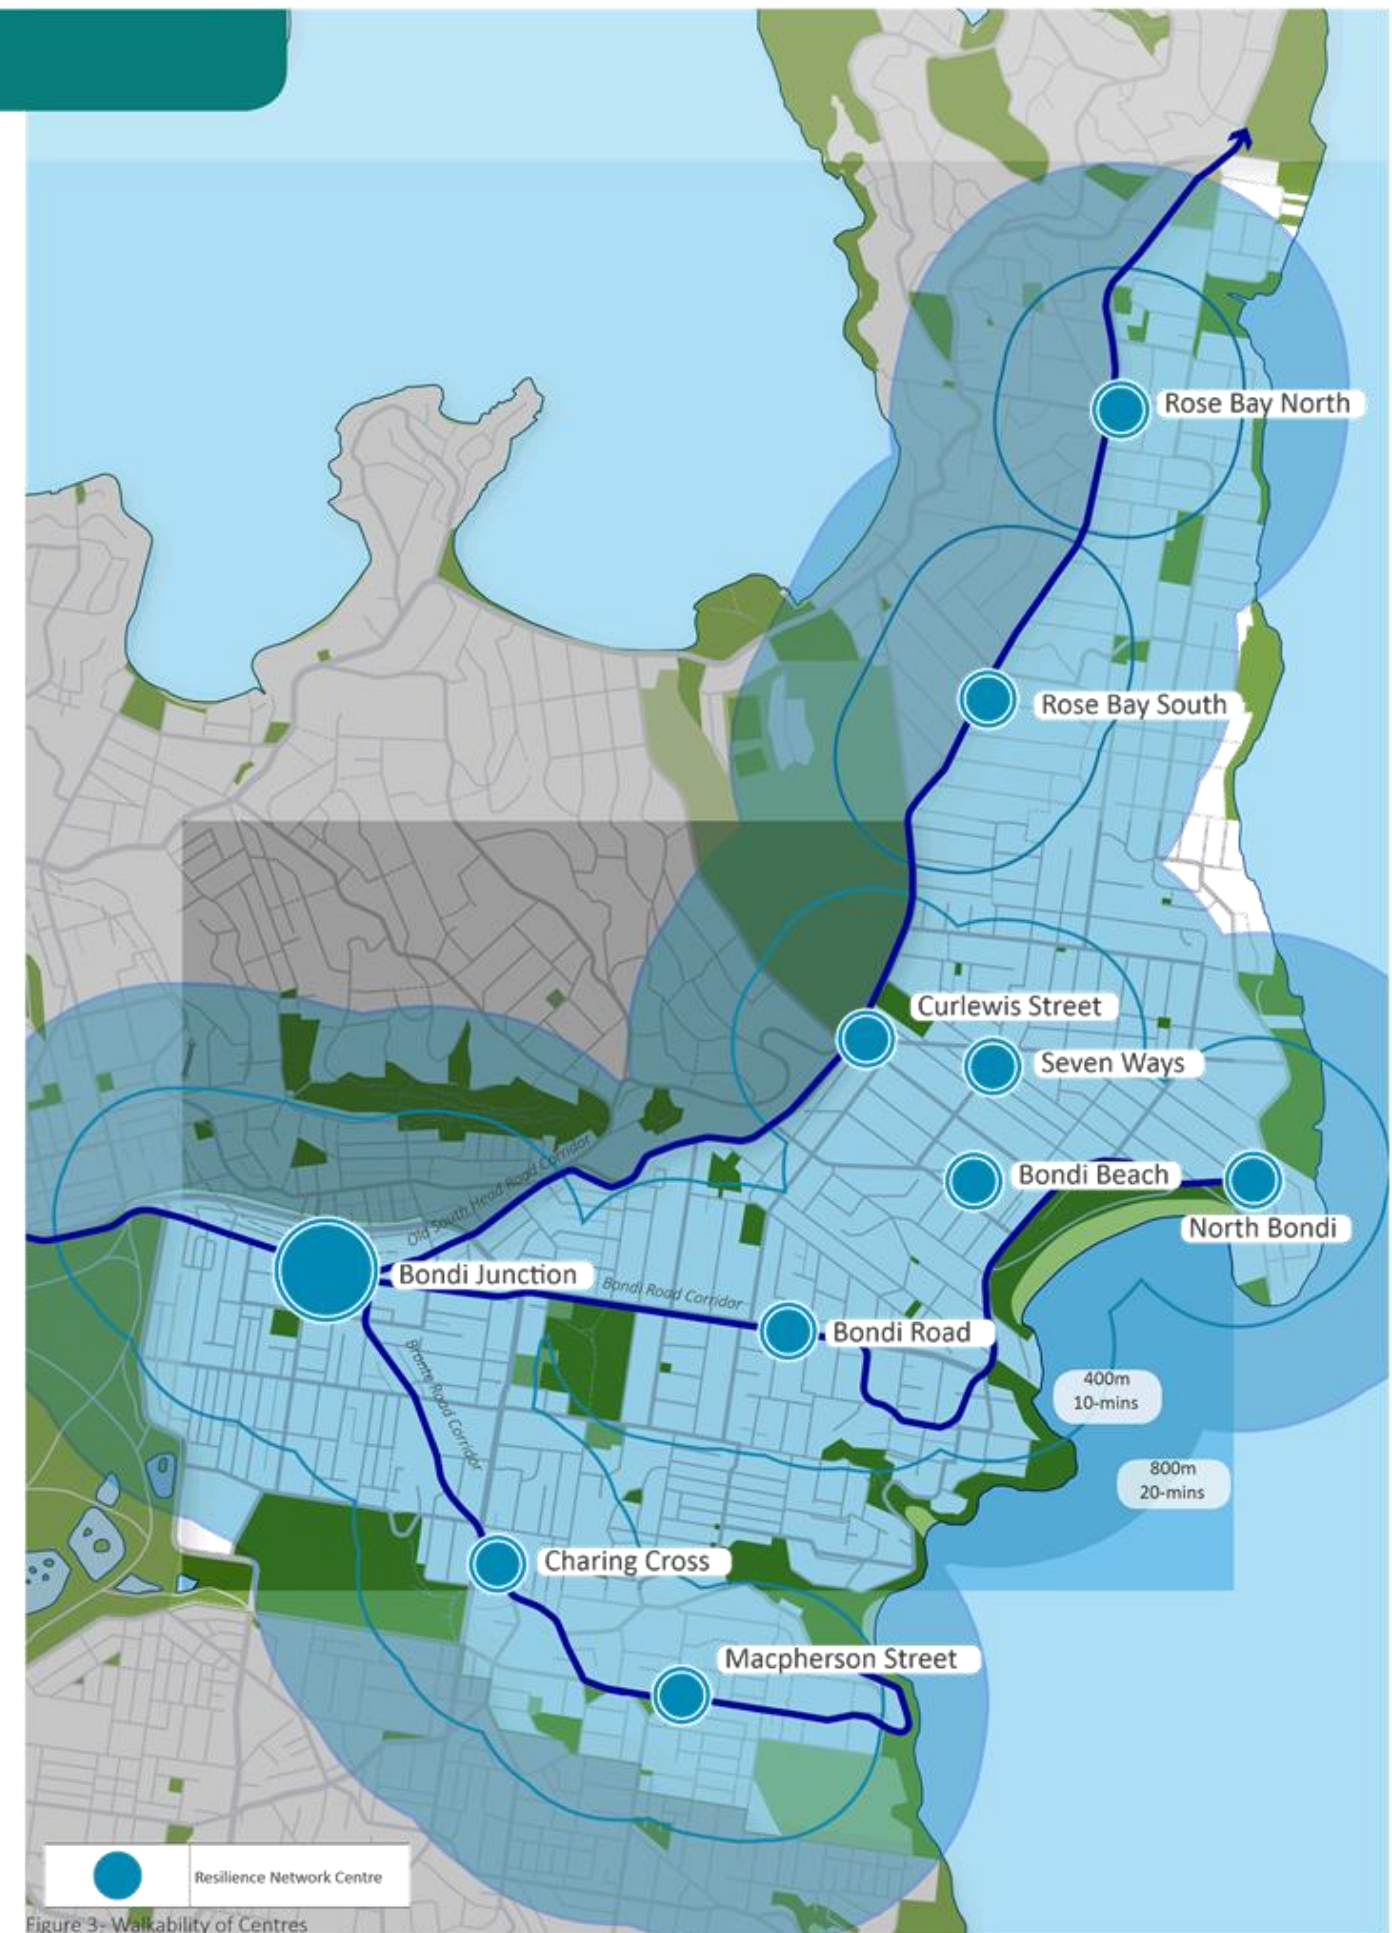 Rose Bay North
Rose Bay South
Curlewis Street
Seven Ways
Old South Head Road Corridor
Bondi Beach
North Bondi
Bondi Junction
Bondi Road Corridor
Bondi Road
Bronte Road Corridor
400m
10-mins
800m
20-mins
Charing Cross
Macpherson Street
Resilience Network Centre
Figure 3- Walkability of Centres